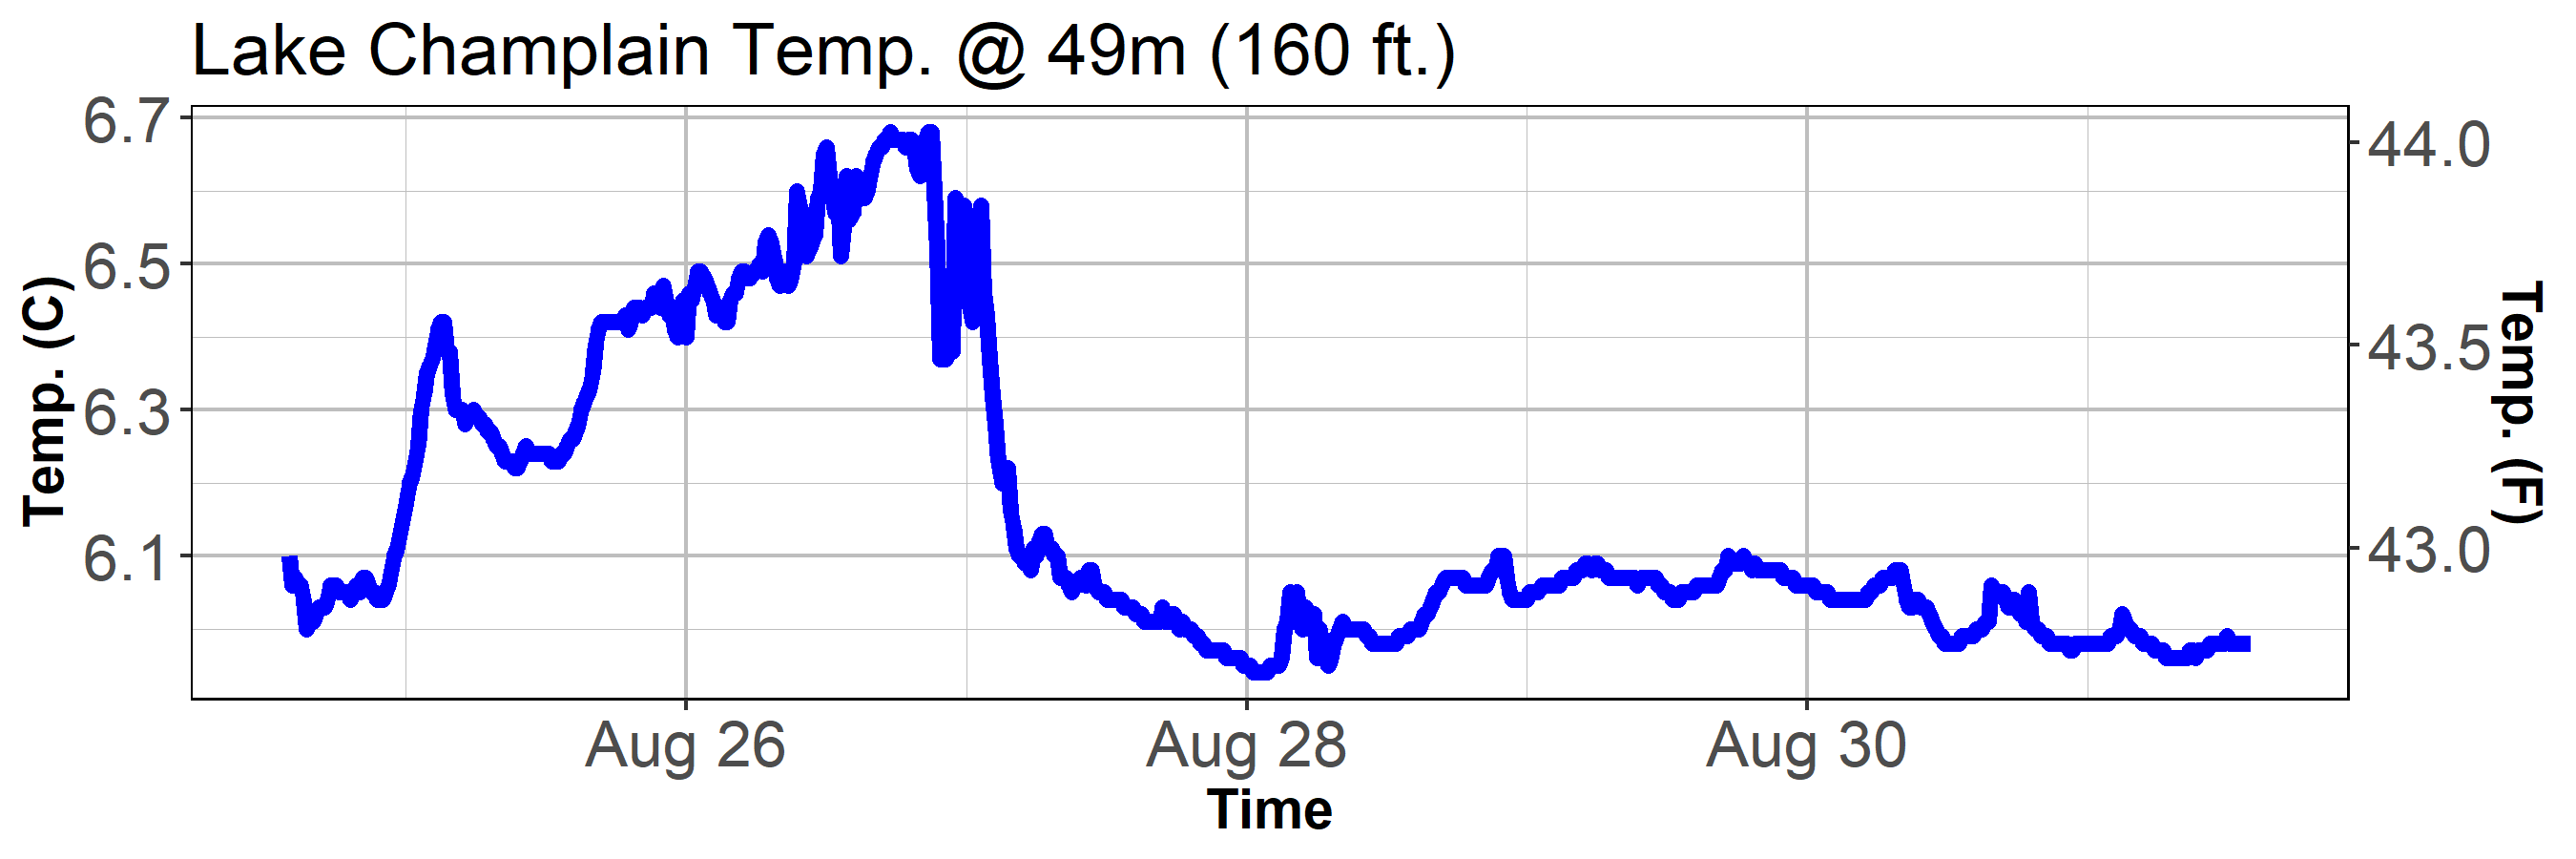 Lake Champlain Temp. @ 49m (160 ft.)
6.7
6.5
6.3
6.1
Temp. (C)
44.0
43.5
43.0
Temp. (F)
Aug 26 Aug 28 Aug 30
Time